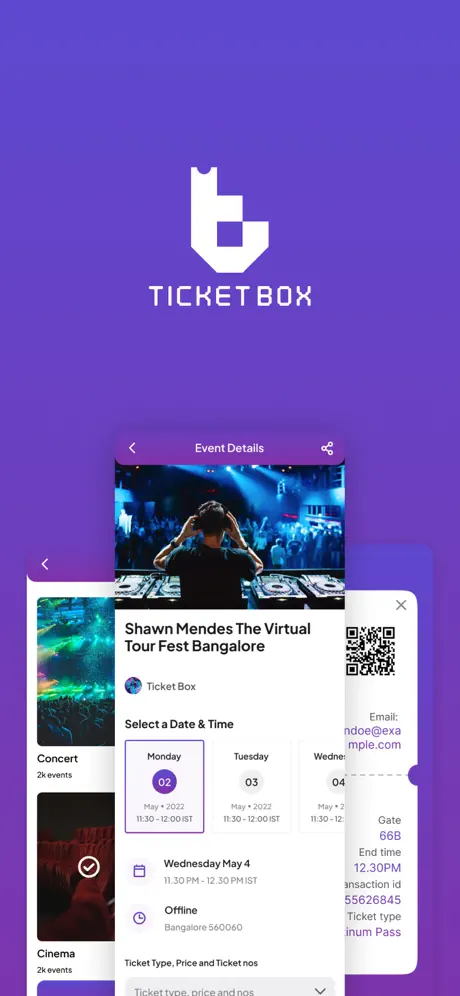 TICKET BOX
Event Details
Shawn Mendes The Virtual
Tour Fest Bangalore
Ticket Box
Select a Date & Time
Monday
02
May • 2022
11:30 - 12:00 IST
Tuesday
03
May • 2022
11:30 - 12:00 IST
Wednes
04
May • 2
11:30 - 12:
Wednesday May 4
11.30 PM - 12.30 PM IST
Offline
Bangalore 560060
Ticket Type, Price and Ticket nos
Ticket type, price and nos
Concert
2k events
Cinema
2k events
Email:
ndoe@exa
mple.com
Gate
66B
End time
12.30PM
ansaction id
55626845
Ticket type
tinum Pass